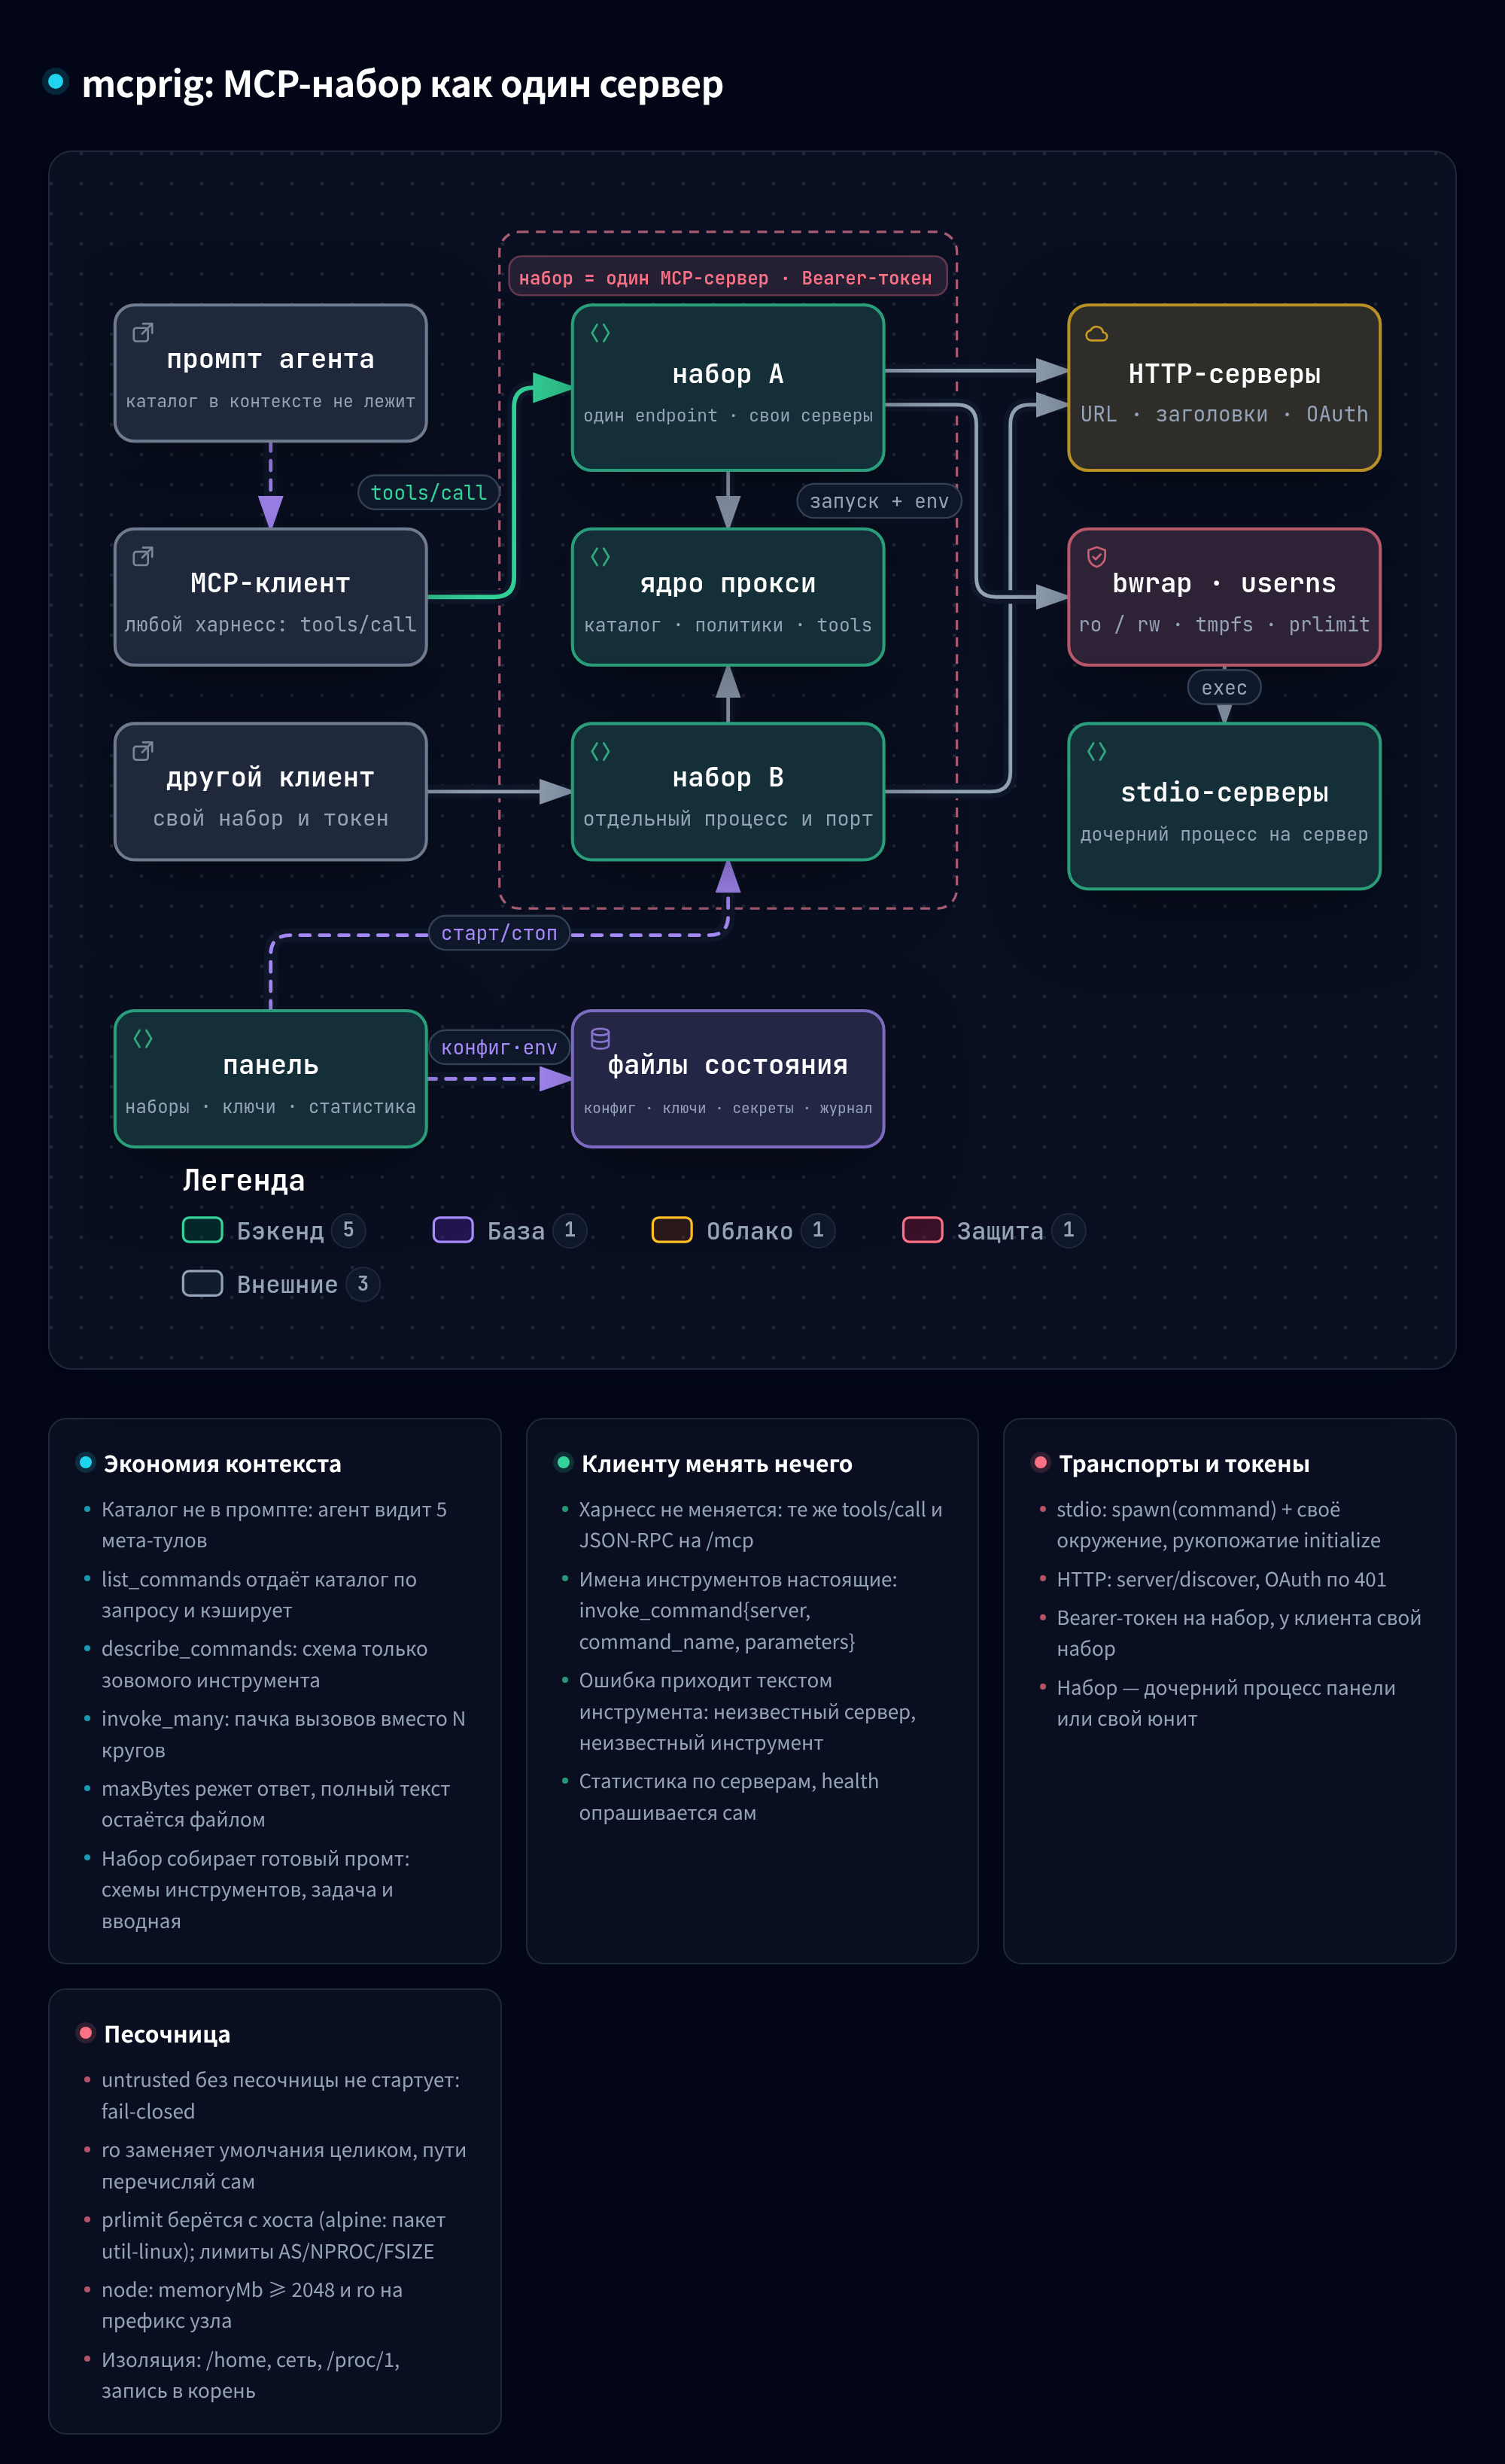 mcprig: MCP-набор как один сервер
набор = один MCP-сервер · Bearer-токен
промпт агента
каталог в контексте не лежит
набор A
один endpoint · свои серверы
HTTP-серверы
URL · заголовки · OAuth
tools/call
запуск + env
MCP-клиент
любой харнесс: tools/call
ядро прокси
каталог · политики · tools
bwrap · userns
ro / rw · tmpfs · prlimit
exec
другой клиент
свой набор и токен
набор B
отдельный процесс и порт
stdio-серверы
дочерний процесс на сервер
старт/стоп
панель
наборы · ключи · статистика
конфиг·env
файлы состояния
конфиг · ключи · секреты · журнал
Легенда
Бэкенд 5
База 1
Облако 1
Защита 1
Внешние 3
Экономия контекста
Каталог не в промпте: агент видит 5
мета-тулов
list_commands отдаёт каталог по
запросу и кэширует
describe_commands: схема только
зовомого инструмента
invoke_many: пачка вызовов вместо N
кругов
maxBytes режет ответ, полный текст
остаётся файлом
Набор собирает готовый промт:
схемы инструментов, задача и
вводная
Клиенту менять нечего
Харнесс не меняется: те же tools/call и
JSON-RPC на /mcp
Имена инструментов настоящие:
invoke_command{server,
command_name, parameters}
Ошибка приходит текстом
инструмента: неизвестный сервер,
неизвестный инструмент
Статистика по серверам, health
опрашивается сам
Транспорты и токены
stdio: spawn(command) + своё
окружение, рукопожатие initialize
HTTP: server/discover, OAuth по 401
Bearer-токен на набор, у клиента свой
набор
Набор — дочерний процесс панели
или свой юнит
Песочница
untrusted без песочницы не стартует:
fail-closed
ro заменяет умолчания целиком, пути
перечисляй сам
prlimit берётся с хоста (alpine: пакет
util-linux); лимиты AS/NPROC/FSIZE
node: memoryMb ⩾ 2048 и ro на
префикс узла
Изоляция: /home, сеть, /proc/1,
запись в корень